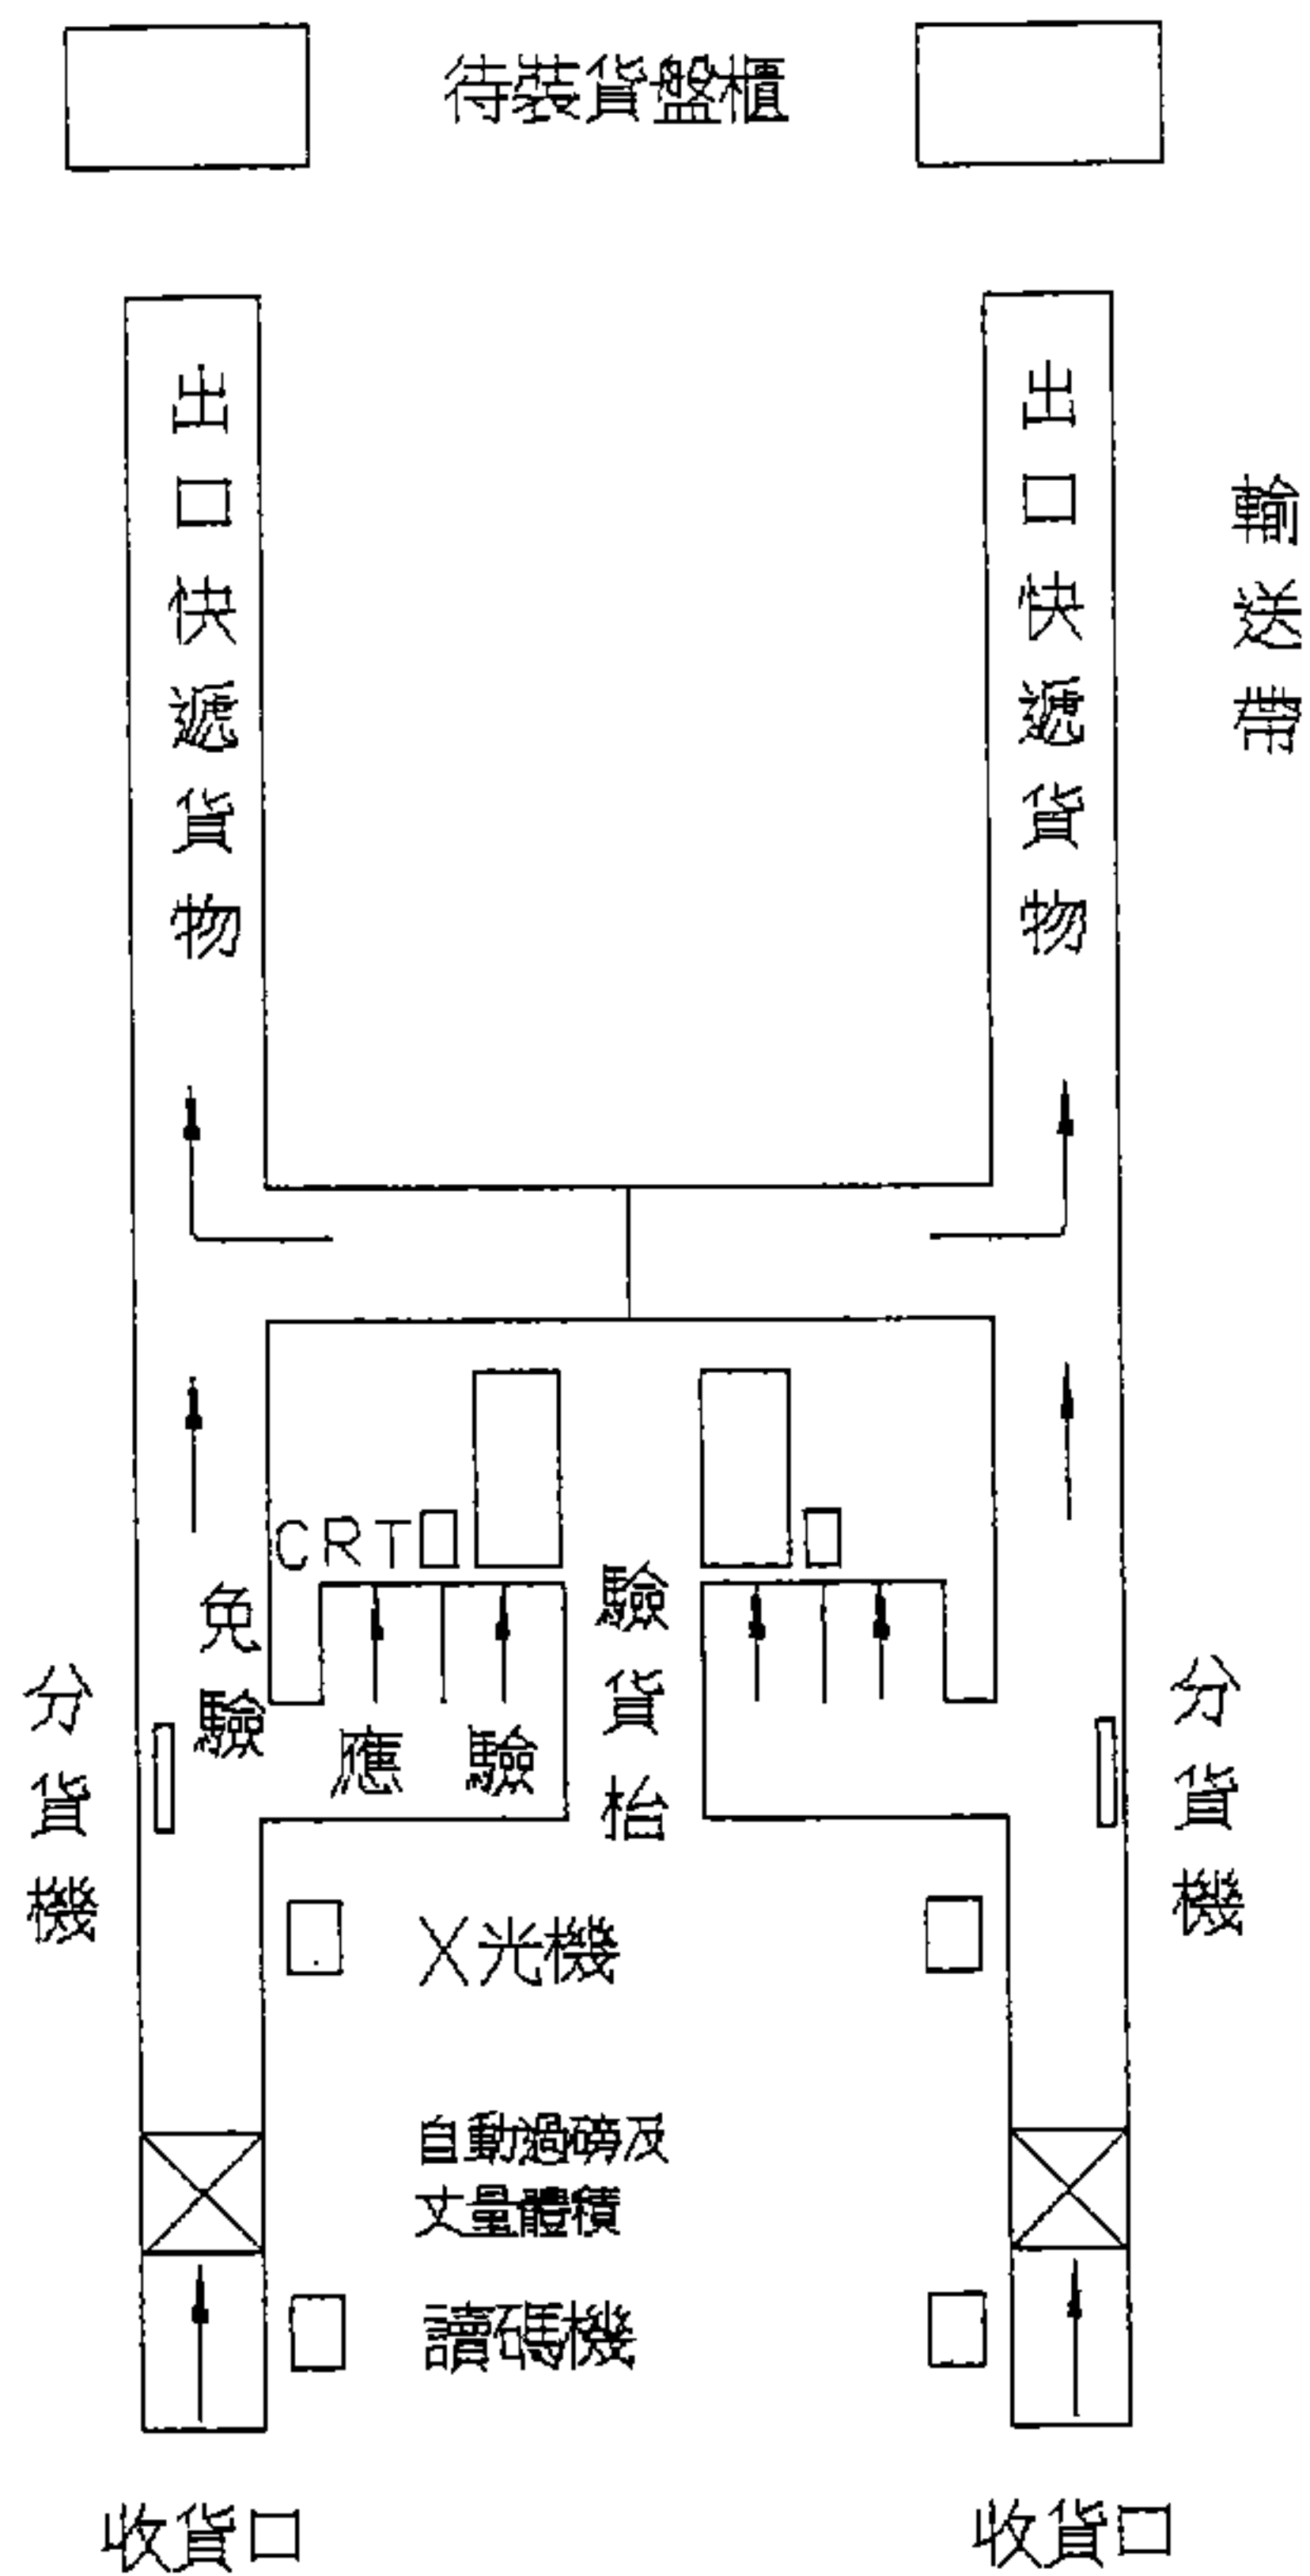 待裝貨盤櫃
出口快遞貨物
出口快遞貨物
輸送帶
CRT
免驗
應驗
驗貨枱
分貨機
分貨機
X光機
自動過磅及
丈量體積
讀碼機
收貨口
收貨口